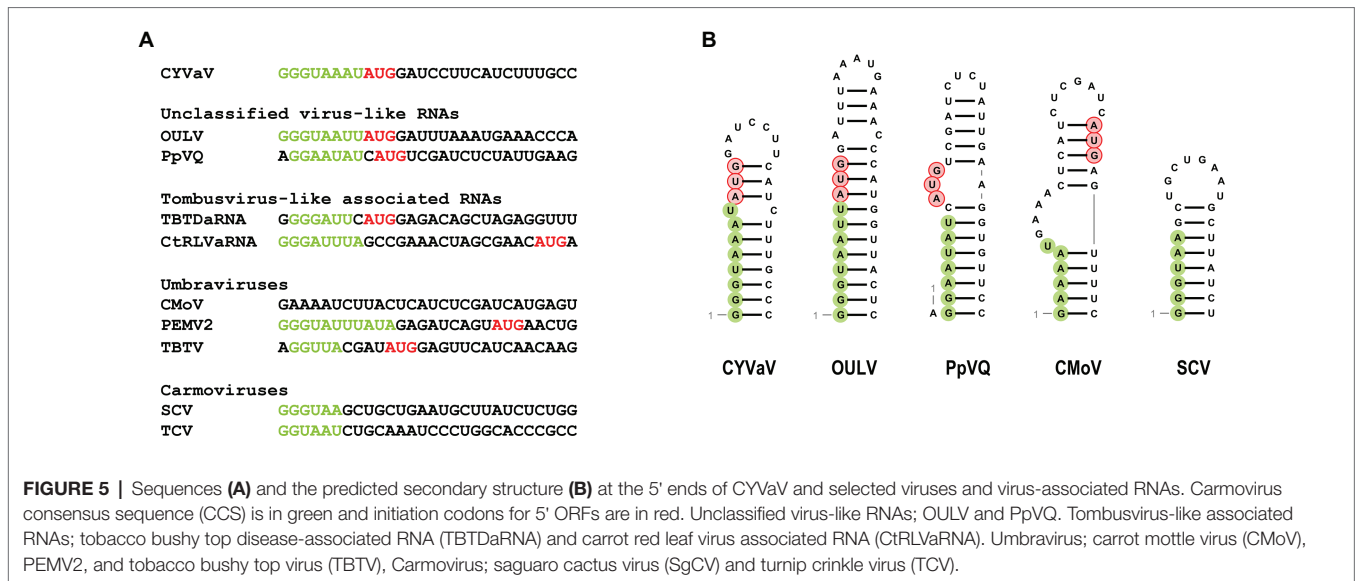 A
CYVaV GGGUAAAUAUGGAUCCUUCAUCUUUGCC
Unclassified virus-like RNAs
OULV GGGUAAUUAUGGAUUUAAAUGAAACCCA
PpVQ AGGAAUAUCAUGUCGAUCUCUAUUGAAG
Tombusvirus-like associated RNAs
TBTDaRNA GGGGAUUCAUGGAGACAGCUAGAGGUUU
CtRLVaRNA GGGAUUUAGCCGAAACUAGCGAACAUGA
Umbraviruses
CMoV GAAAAUCUUACUCAUCUCGAUCAUGAGU
PEMV2 GGGUAUUUAUAGAGAUCAGUAUGAACUG
TBTV AGGUUACGAUAUGGAGUUCAUCAACAAG
Carmoviruses
SCV GGGUAAGCUGCUGAAUGCUUAUCUCUGG
TCV GGUAAUCUGCAAAUCCCUGGCACCCGCC
B
1
1
1
1
1
CYVaV OULV PpVQ CMoV SCV
FIGURE 5 | Sequences (A) and the predicted secondary structure (B) at the 5' ends of CYVaV and selected viruses and virus-associated RNAs. Carmovirus
consensus sequence (CCS) is in green and initiation codons for 5' ORFs are in red. Unclassified virus-like RNAs; OULV and PpVQ. Tombusvirus-like associated
RNAs; tobacco bushy top disease-associated RNA (TBTDaRNA) and carrot red leaf virus associated RNA (CtRLVaRNA). Umbravirus; carrot mottle virus (CMoV),
PEMV2, and tobacco bushy top virus (TBTV), Carmovirus; saguaro cactus virus (SgCV) and turnip crinkle virus (TCV).